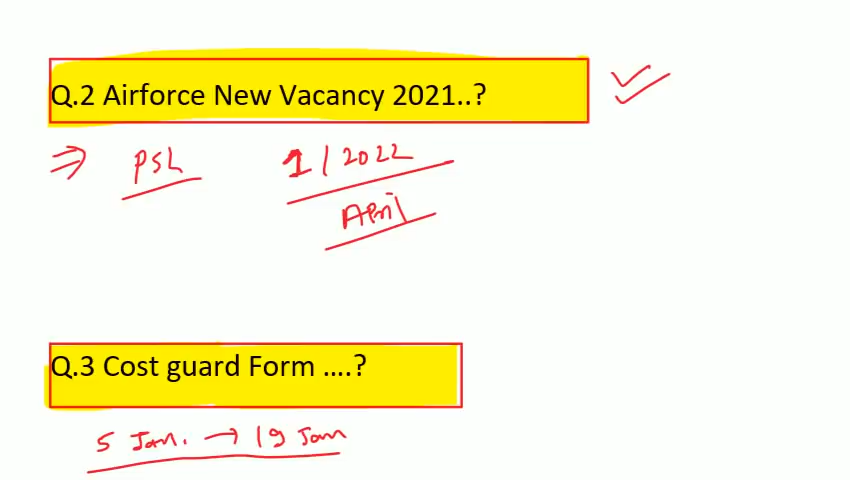 Q.2 Airforce New Vacancy 2021..?
⇒ PSL 1/2022
April
Q.3 Cost guard Form ....?
5 Jan. → 19 Jan